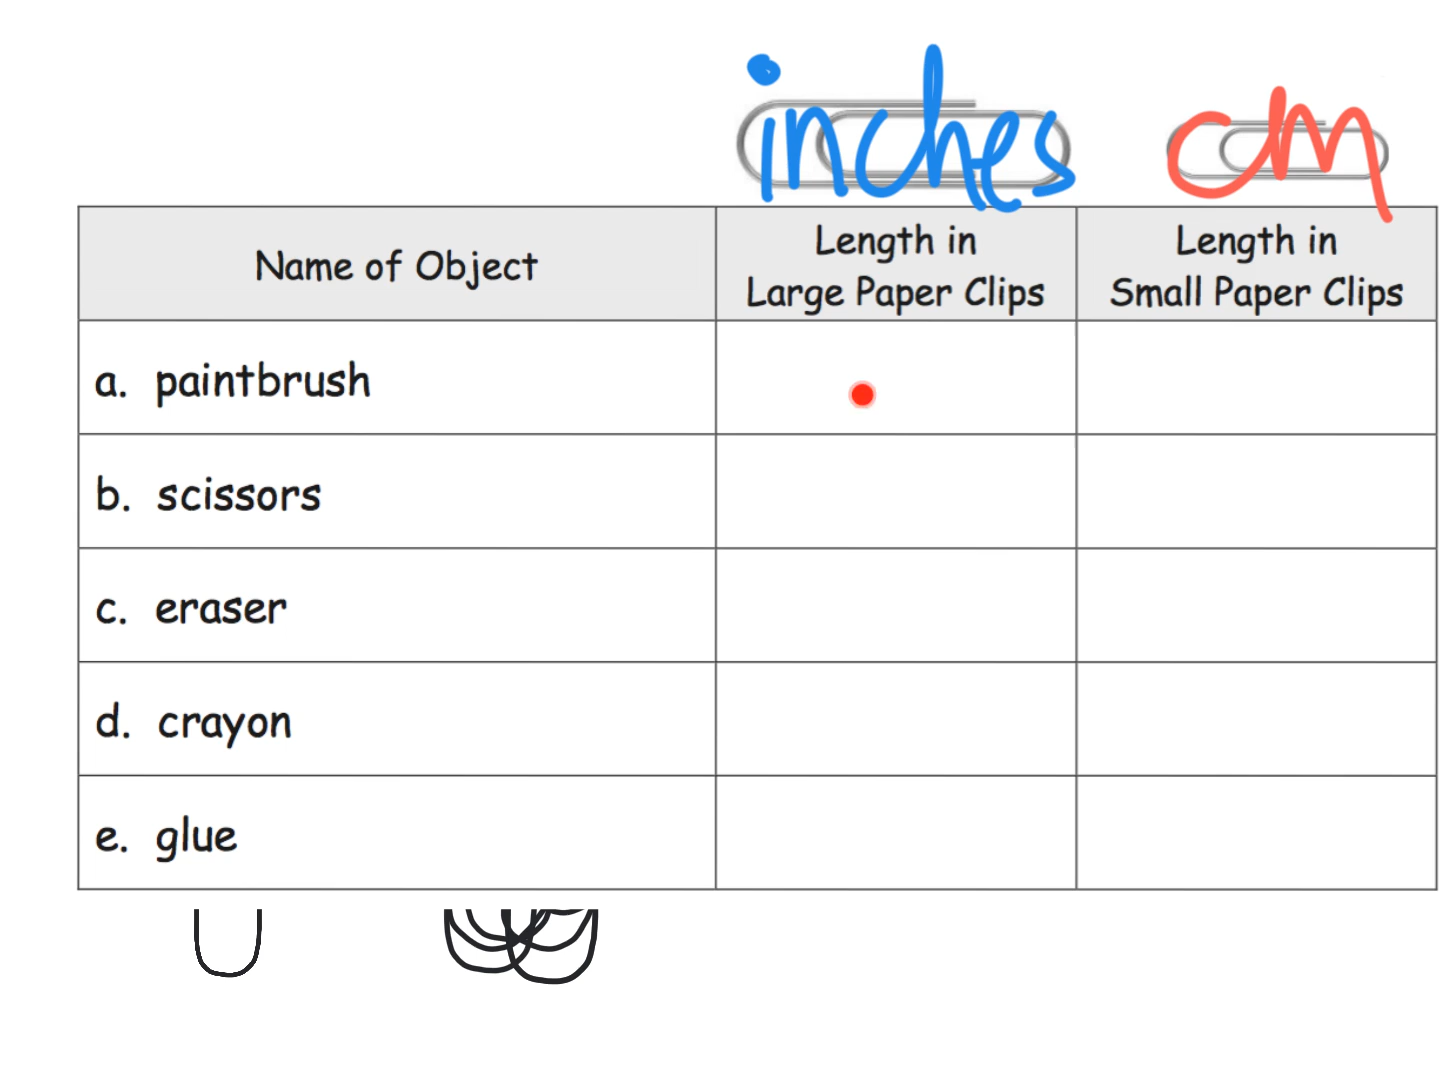 inches cm
Name of Object
Length in
Large Paper Clips
Length in
Small Paper Clips
a. paintbrush
b. scissors
c. eraser
d. crayon
e. glue